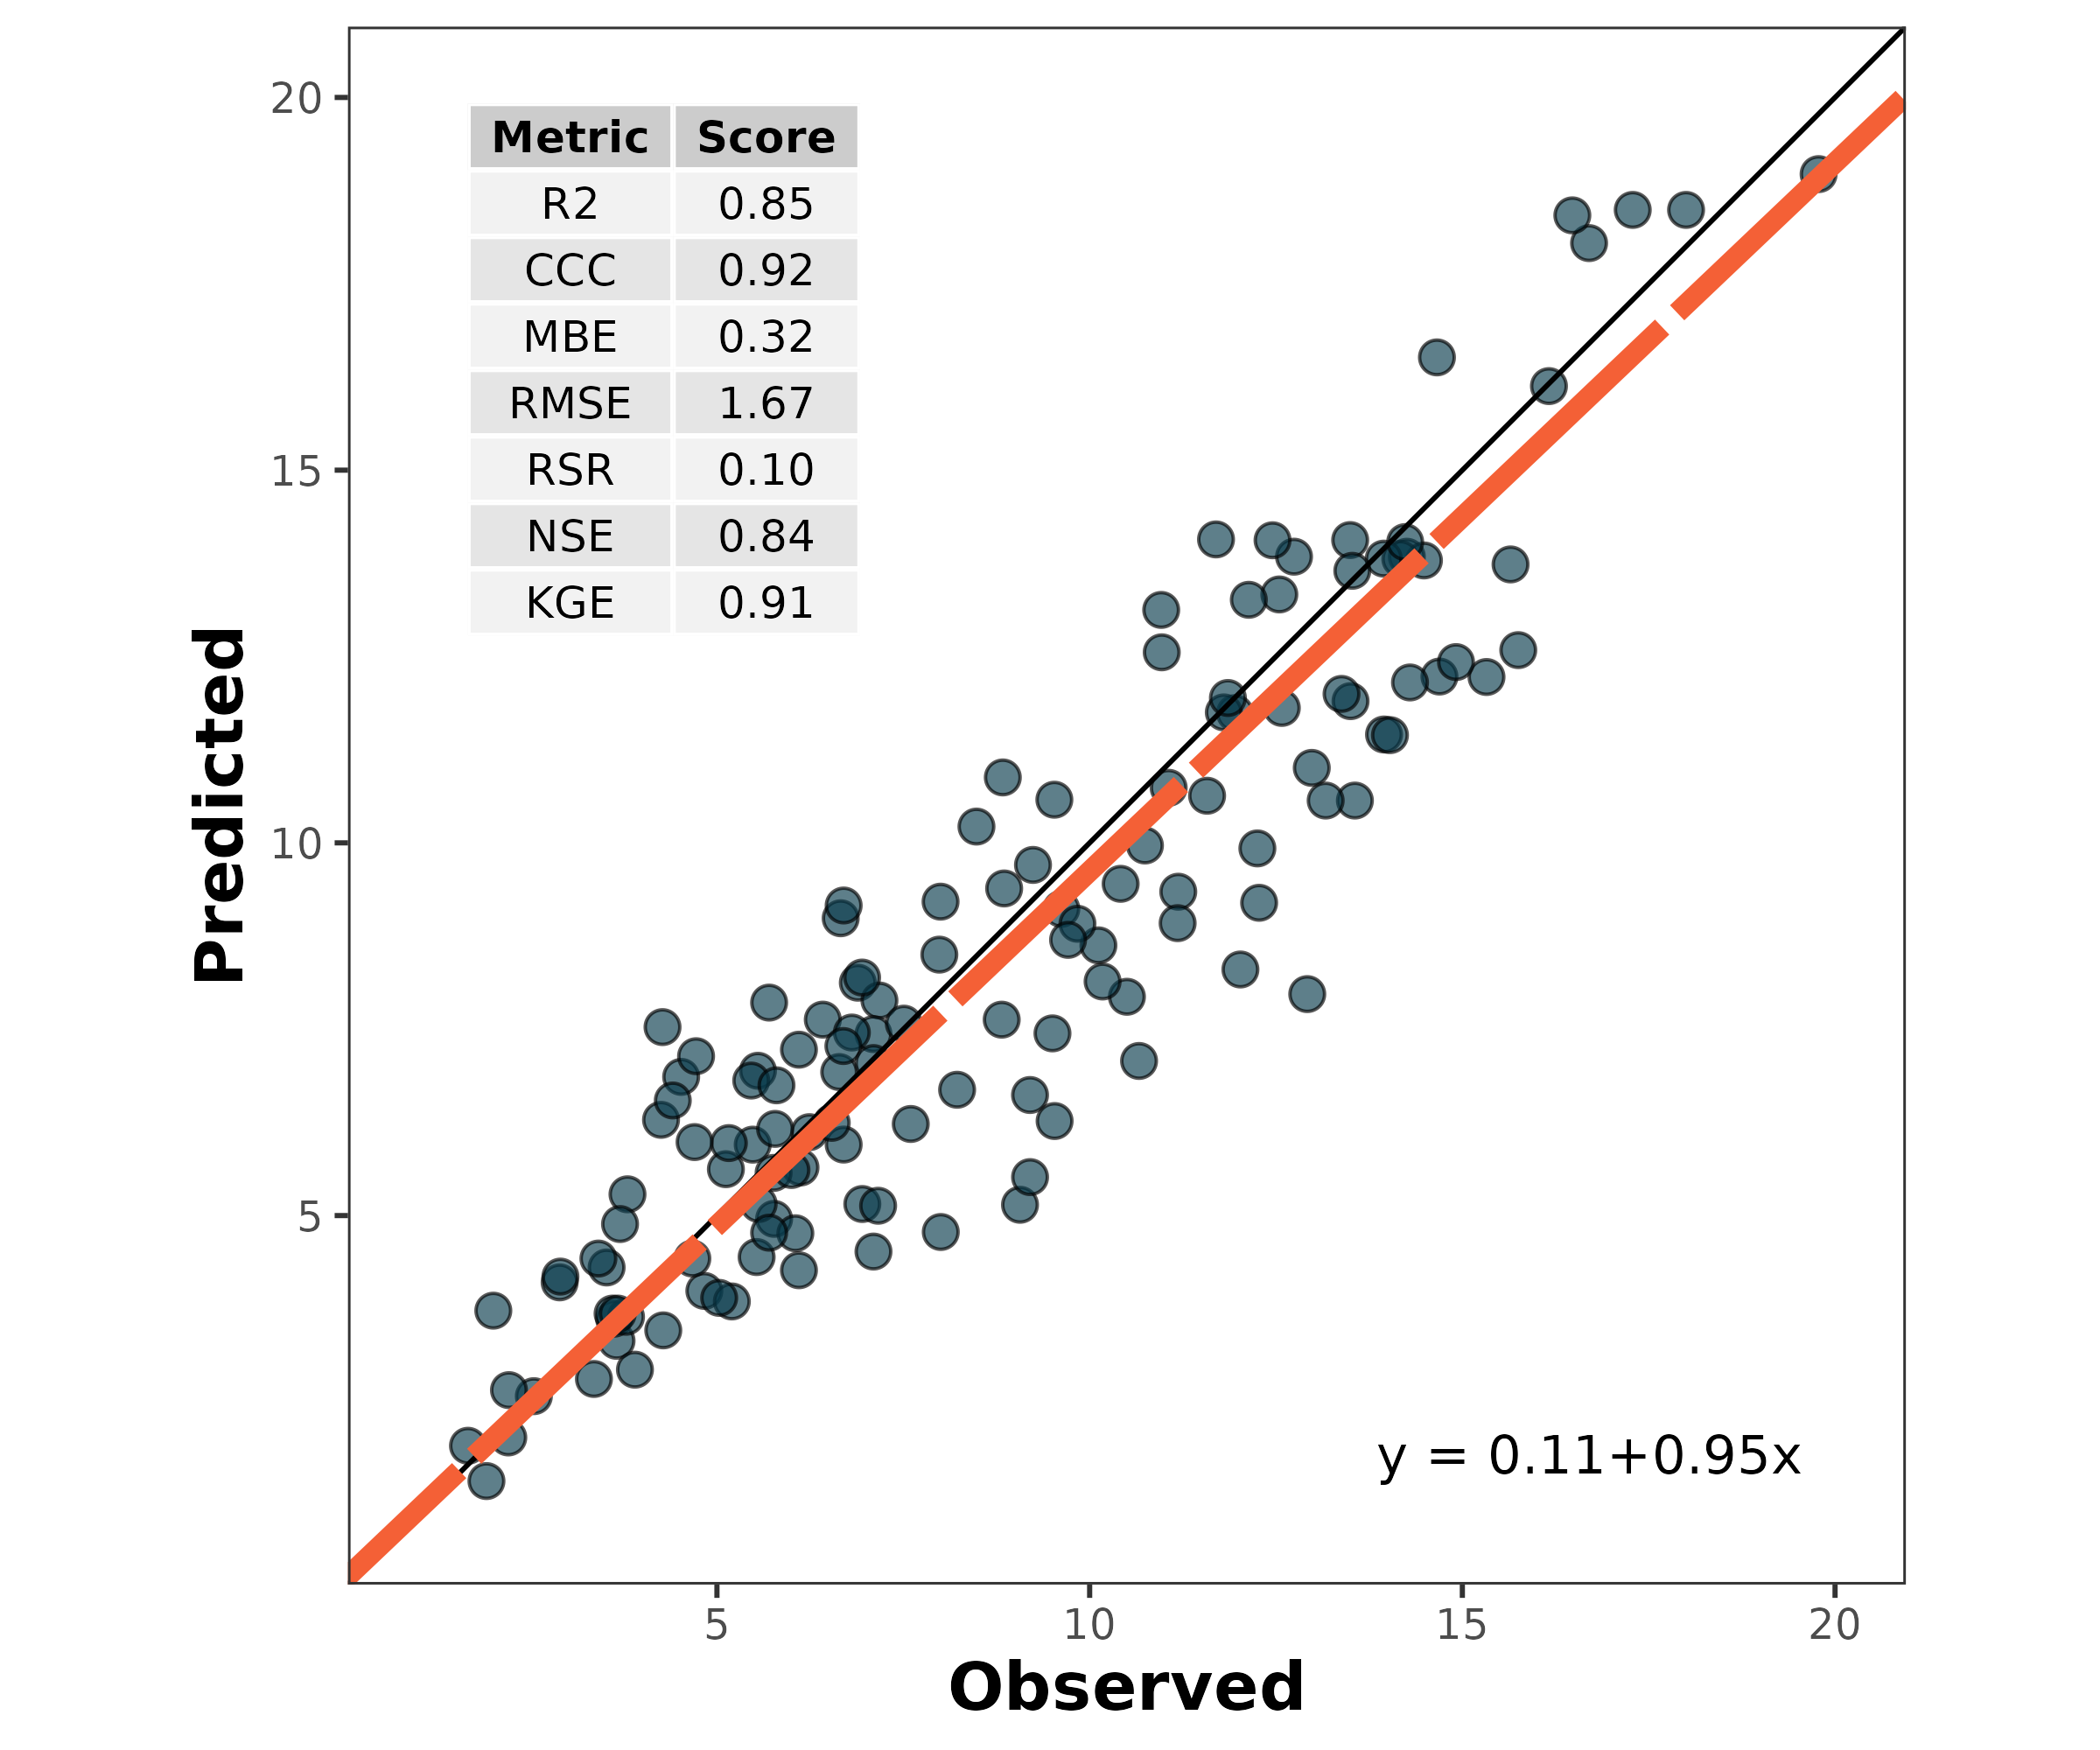 20
15
10
5
Predicted
Metric Score
R2 0.85
CCC 0.92
MBE 0.32
RMSE 1.67
RSR 0.10
NSE 0.84
KGE 0.91
y = 0.11+0.95x
5 10 15 20
Observed